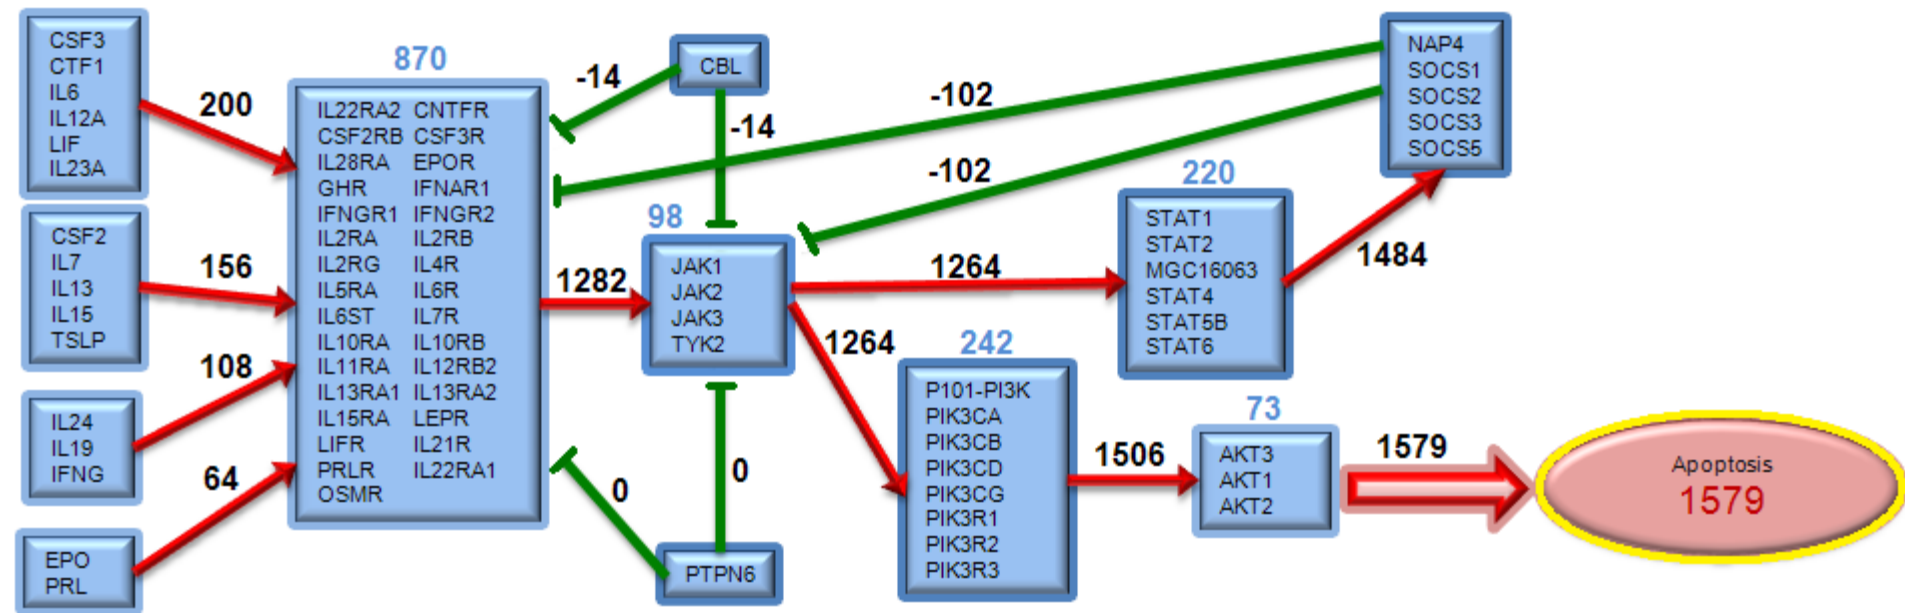 CSF3
CTF1
IL6
IL12A
LIF
IL23A
200
CSF2
IL7
IL13
IL15
TSLP
156
IL24
IL19
IFNG
108
EPO
PRL
64
870
IL22RA2 CNTFR
CSF2RB CSF3R
IL28RA EPOR
GHR IFNAR1
IFNGR1 IFNGR2
IL2RA IL2RB
IL2RG IL4R
IL5RA IL6R
IL6ST IL7R
IL10RA IL10RB
IL11RA IL12RB2
IL13RA1 IL13RA2
IL15RA LEPR
LIFR IL21R
PRLR IL22RA1
OSMR
-14
CBL
-14
1282
98
JAK1
JAK2
JAK3
TYK2
0
0
PTPN6
-102
-102
NAP4
SOCS1
SOCS2
SOCS3
SOCS5
1264
220
STAT1
STAT2
MGC16063
STAT4
STAT5B
STAT6
1484
1264
242
P101-PI3K
PIK3CA
PIK3CB
PIK3CD
PIK3CG
PIK3R1
PIK3R2
PIK3R3
1506
73
AKT3
AKT1
AKT2
1579
Apoptosis
1579